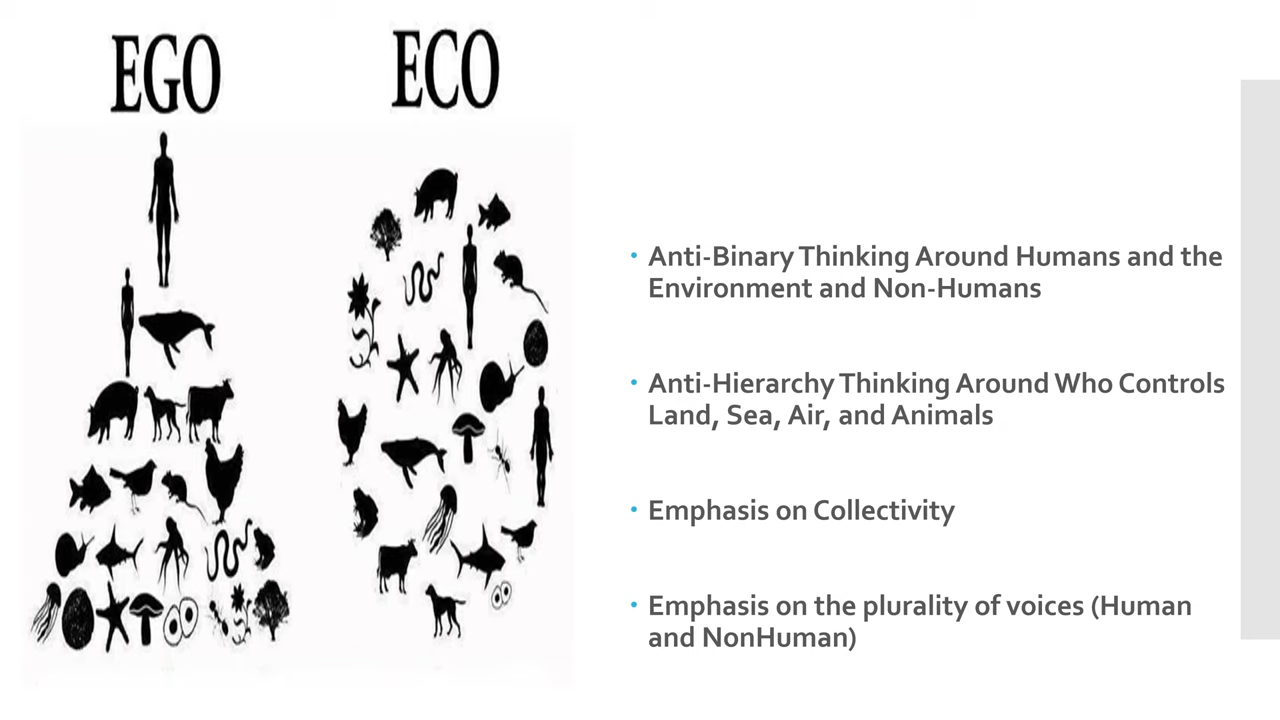 EGO
ECO
• Anti-Binary Thinking Around Humans and the
Environment and Non-Humans
• Anti-Hierarchy Thinking Around Who Controls
Land, Sea, Air, and Animals
• Emphasis on Collectivity
• Emphasis on the plurality of voices (Human
and NonHuman)